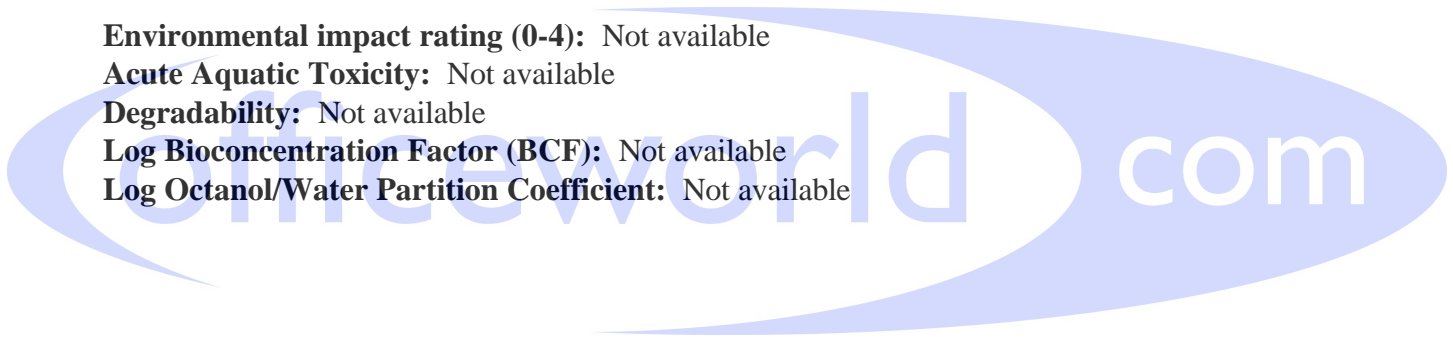 Environmental impact rating (0-4): Not available
Acute Aquatic Toxicity: Not available
Degradability: Not available
Log Bioconcentration Factor (BCF): Not available
Log Octanol/Water Partition Coefficient: Not available
officeworld com